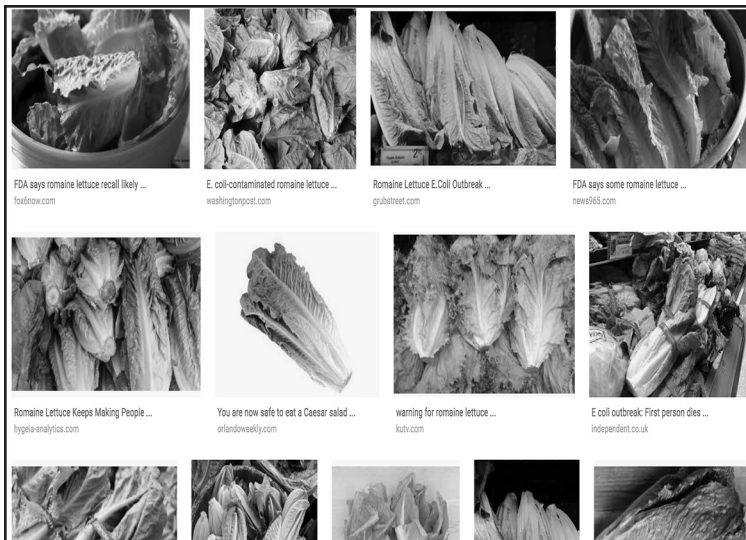 FDA says romaine lettuce recall likely ...
fox6now.com
E. coli-contaminated romaine lettuce ...
washingtonpost.com
Romaine Lettuce E.Coli Outbreak ...
grubstreet.com
FDA says some romaine lettuce ...
news965.com
Romaine Lettuce Keeps Making People ...
hygeia-analytics.com
You are now safe to eat a Caesar salad ...
orlandoweekly.com
warning for romaine lettuce ...
kutv.com
E coli outbreak: First person dies ...
independent.co.uk